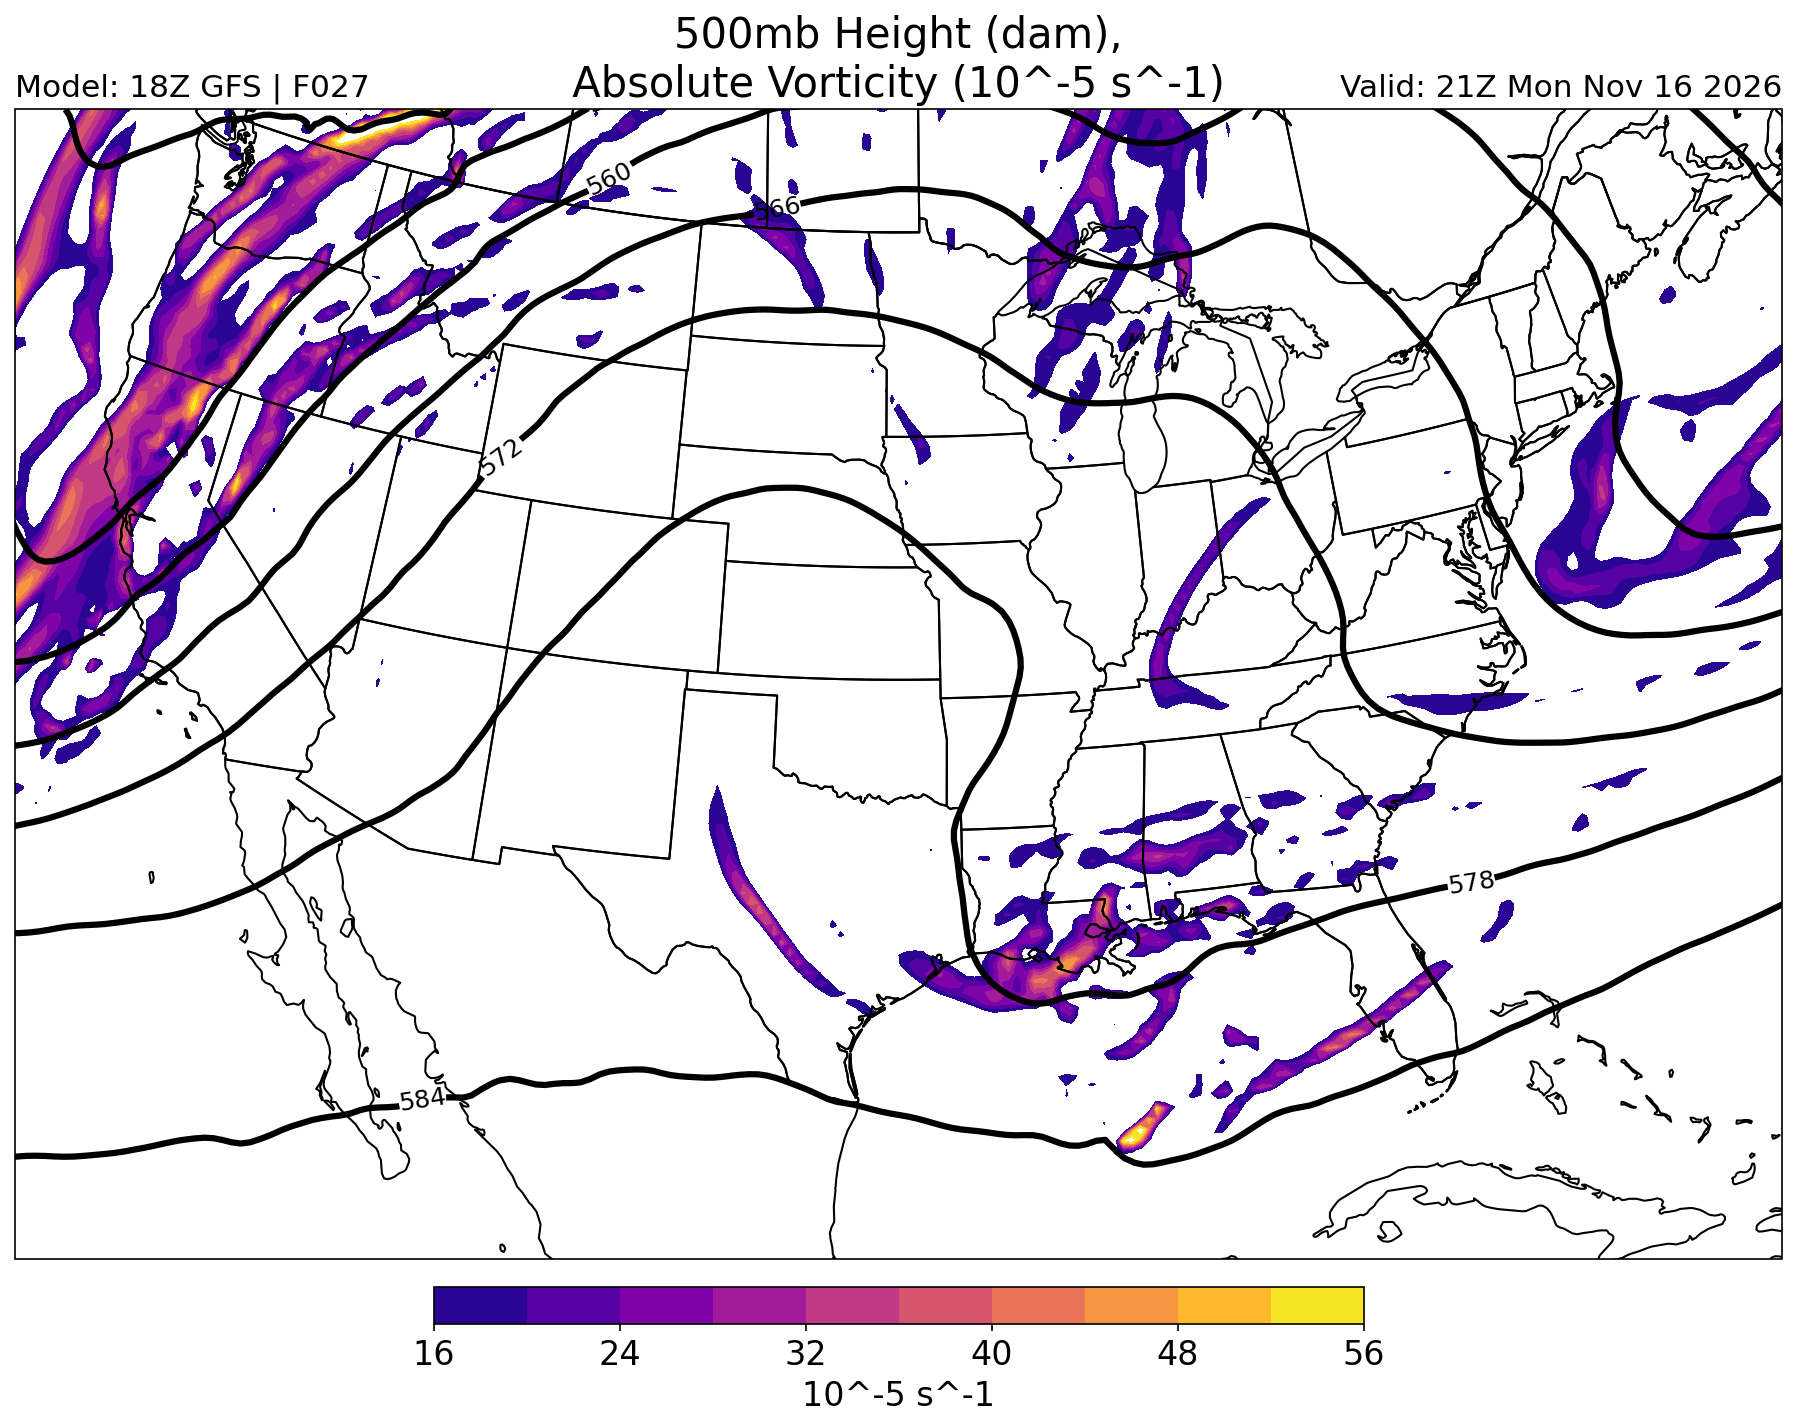 500mb Height (dam),
Model: 18Z GFS | F027
Absolute Vorticity (10^-5 s^-1)
Valid: 21Z Mon Nov 16 2026
560
566
572
578
584
16 24 32 40 48 56
10^-5 s^-1